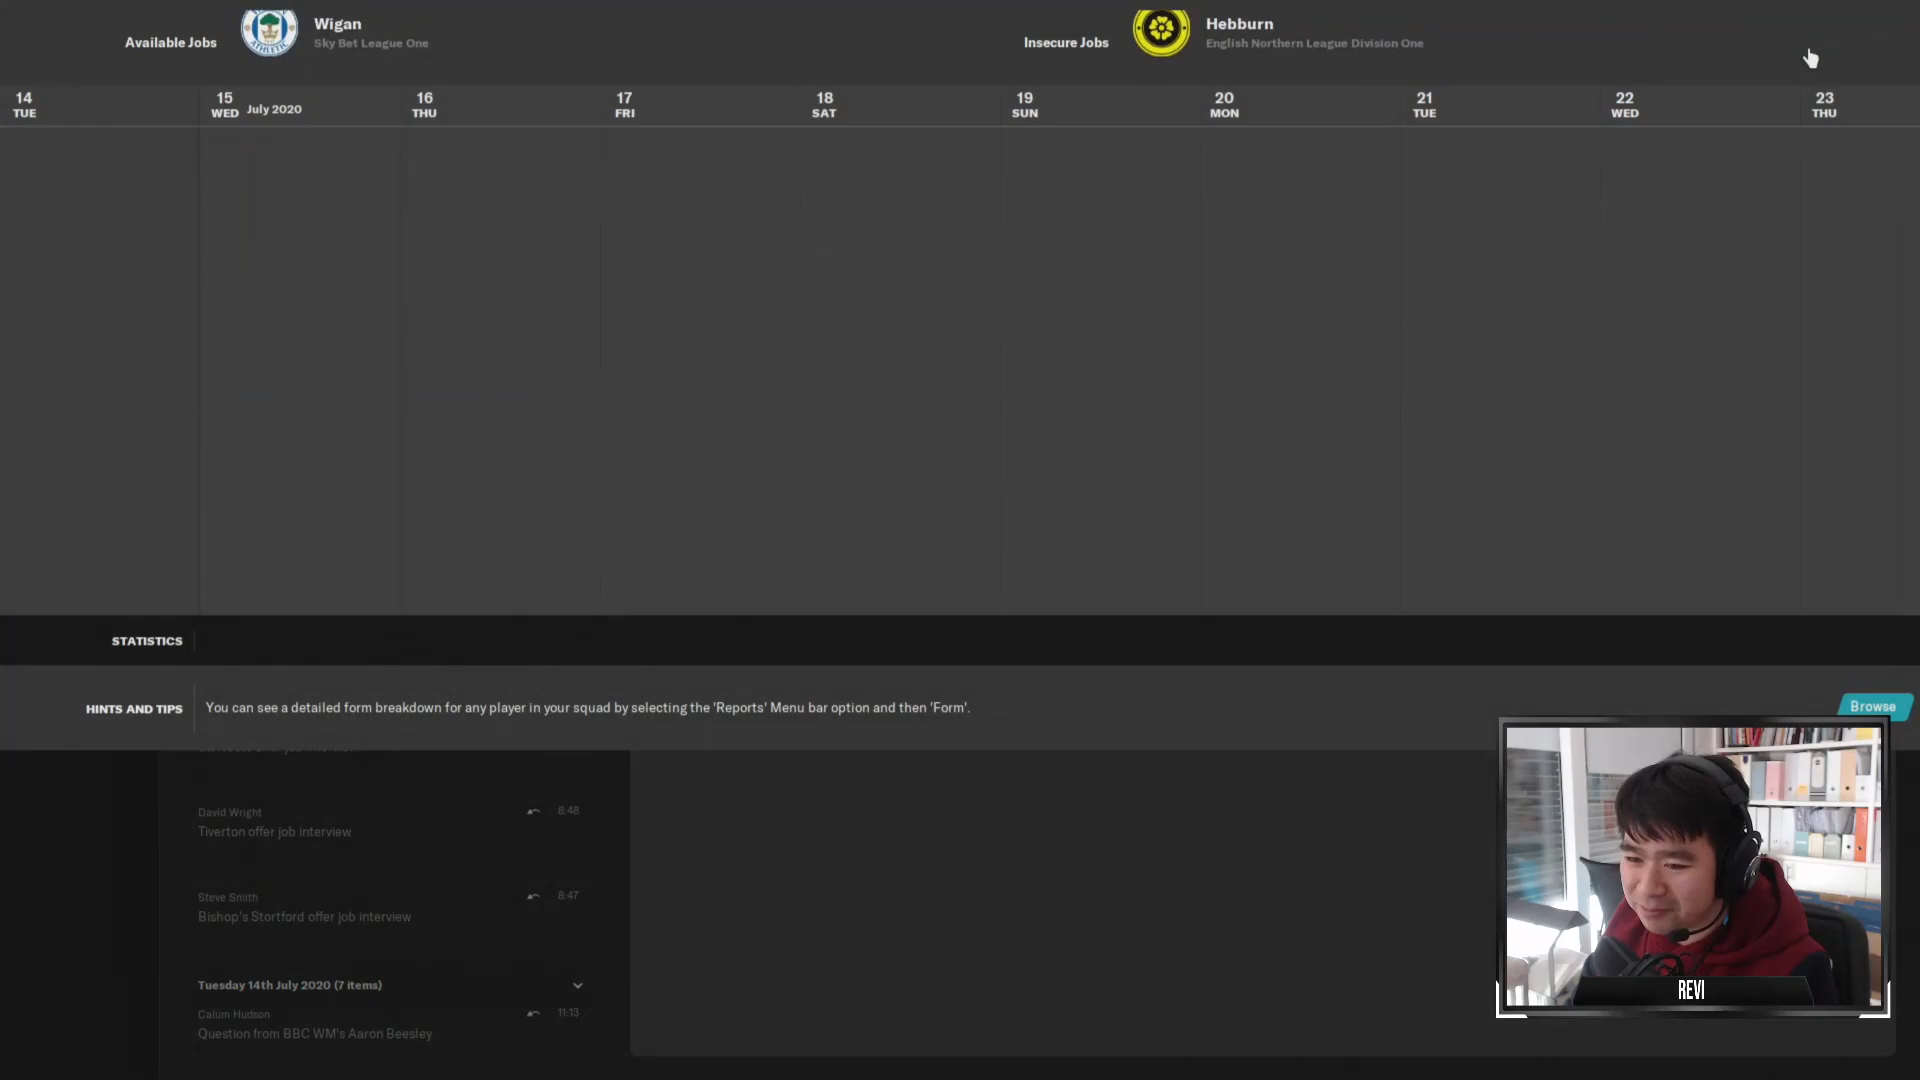 Available Jobs
Wigan
Sky Bet League One
Insecure Jobs
Hebburn
English Northern League Division One
14
TUE
15
WED
July 2020
16
THU
17
FRI
18
SAT
19
SUN
20
MON
21
TUE
22
WED
23
THU
STATISTICS
HINTS AND TIPS
You can see a detailed form breakdown for any player in your squad by selecting the 'Reports' Menu bar option and then 'Form'.
Browse
David Wright
8:48
Tiverton offer job interview
Steve Smith
8:47
Bishop's Stortford offer job interview
Tuesday 14th July 2020 (7 items)
Calum Hudson
11:13
Question from BBC WM's Aaron Beesley
REVI